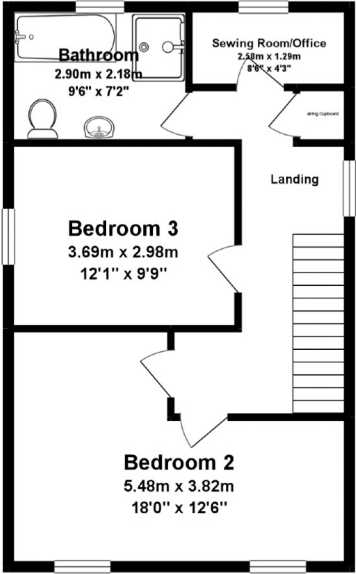 Bathroom
2.90m x 2.18m
9'6" x 7'2"
Sewing Room/Office
2.58m x 1.29m
8'6" x 4'3"
Airing Cupboard
Landing
Bedroom 3
3.69m x 2.98m
12'1" x 9'9"
Bedroom 2
5.48m x 3.82m
18'0" x 12'6"